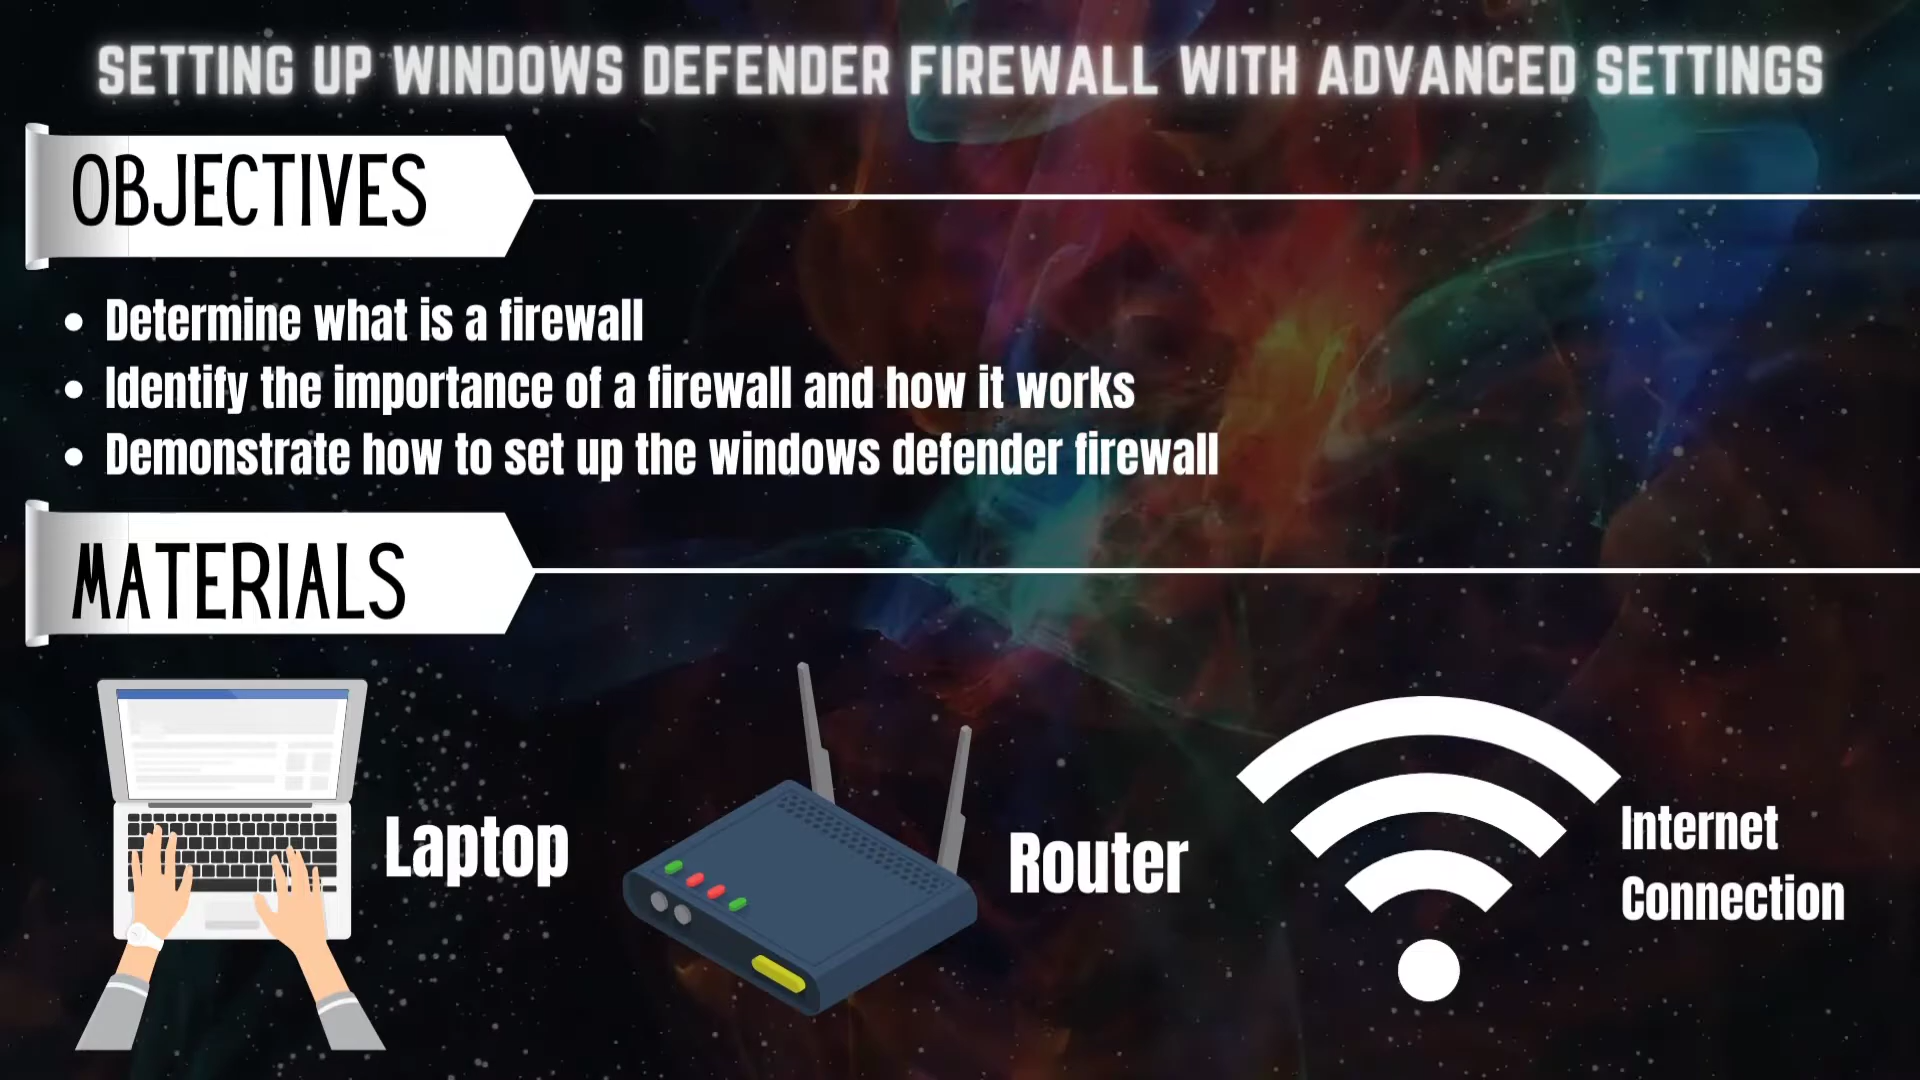 SETTING UP WINDOWS DEFENDER FIREWALL WITH ADVANCED SETTINGS
OBJECTIVES
• Determine what is a firewall
• Identify the importance of a firewall and how it works
• Demonstrate how to set up the windows defender firewall
MATERIALS
Laptop
Router
Internet
Connection